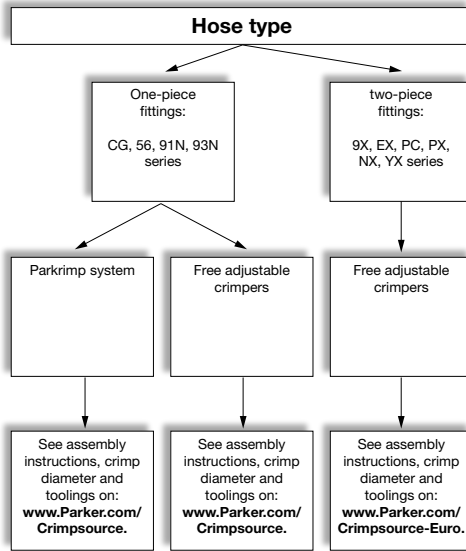 Hose type
One-piece
fittings:
CG, 56, 91N, 93N
series
two-piece
fittings:
9X, EX, PC, PX,
NX, YX series
Parkrimp system
Free adjustable
crimpers
Free adjustable
crimpers
See assembly
instructions, crimp
diameter and
toolings on:
www.Parker.com/
Crimpsource.
See assembly
instructions, crimp
diameter and
toolings on:
www.Parker.com/
Crimpsource.
See assembly
instructions, crimp
diameter and
toolings on:
www.Parker.com/
Crimpsource-Euro.